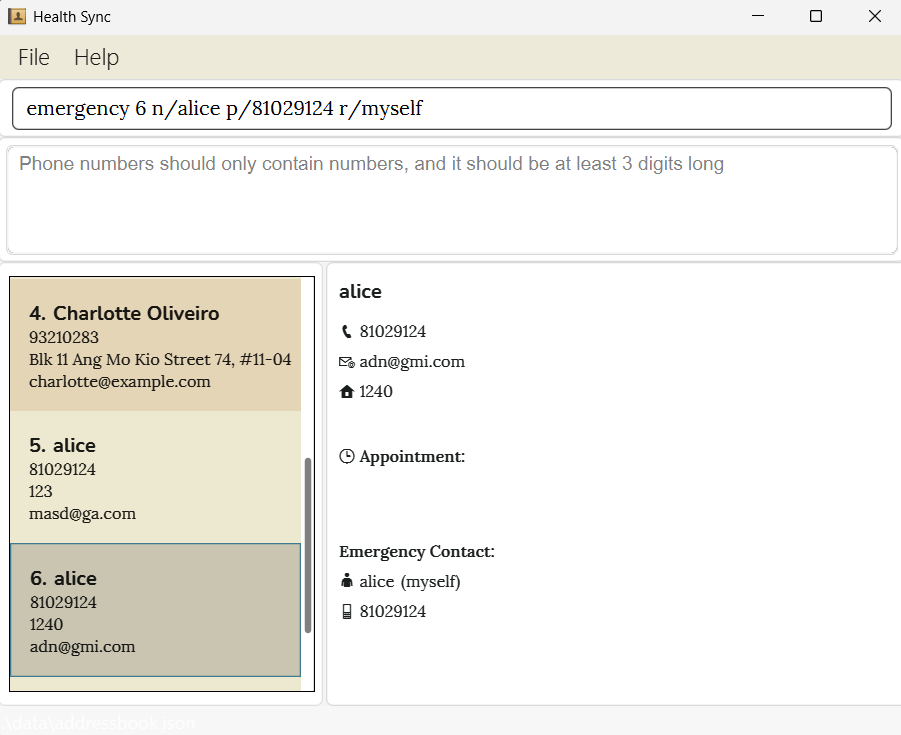 Health Sync
File Help
emergency 6 n/alice p/81029124 r/myself
Phone numbers should only contain numbers, and it should be at least 3 digits long
4. Charlotte Oliveiro
93210283
Blk 11 Ang Mo Kio Street 74, #11-04
charlotte@example.com
5. alice
81029124
123
masd@ga.com
6. alice
81029124
1240
adn@gmi.com
alice
81029124
adn@gmi.com
1240
Appointment:
Emergency Contact:
alice (myself)
81029124
.\data\addressbook.json